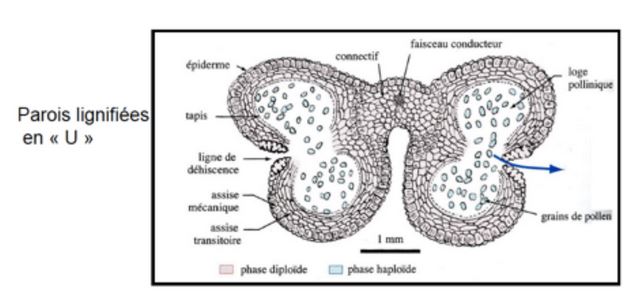 Parois lignifiées
en « U »
épiderme
connectif
faisceau conducteur
loge
pollinique
tapis
ligne de
déhiscence
assise
mécanique
assise
transitoire
grains de pollen
1 mm
phase diploïde
phase haploïde